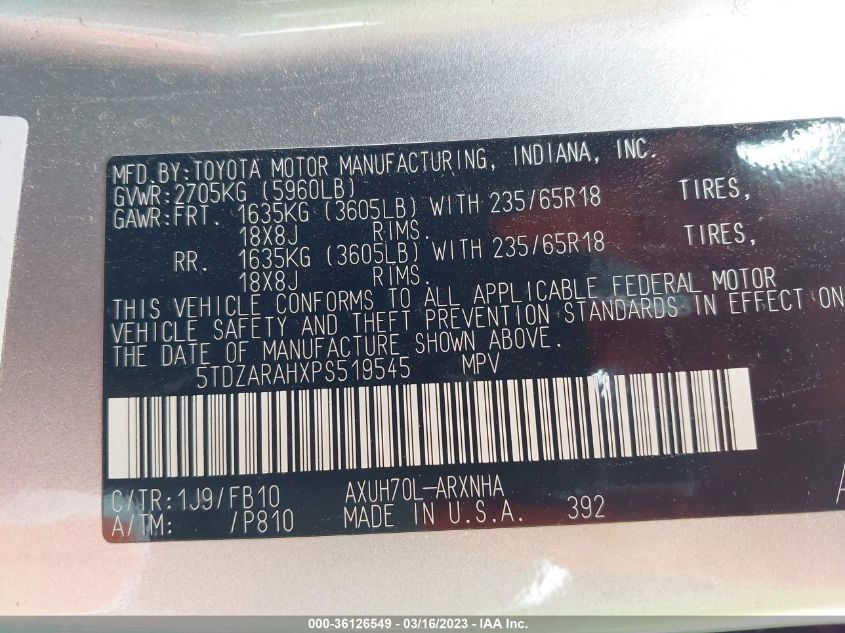 MFD. BY: TOYOTA MOTOR MANUFACTURING, INDIANA, INC.
GVWR: 2705KG (5960LB)
GAWR: FRT. 1635KG (3605LB) WITH 235/65R18 TIRES,
18X8J RIMS.
RR. 1635KG (3605LB) WITH 235/65R18 TIRES,
18X8J RIMS.
THIS VEHICLE CONFORMS TO ALL APPLICABLE FEDERAL MOTOR
VEHICLE SAFETY AND THEFT PREVENTION STANDARDS IN EFFECT ON
THE DATE OF MANUFACTURE SHOWN ABOVE.
5TDZARAHXPS519545 MPV
C/TR: 1J9/FB10 AXUH70L-ARXNHA
A/TM: /P810 MADE IN U.S.A. 392
000-36126549 - 03/16/2023 - IAA Inc.